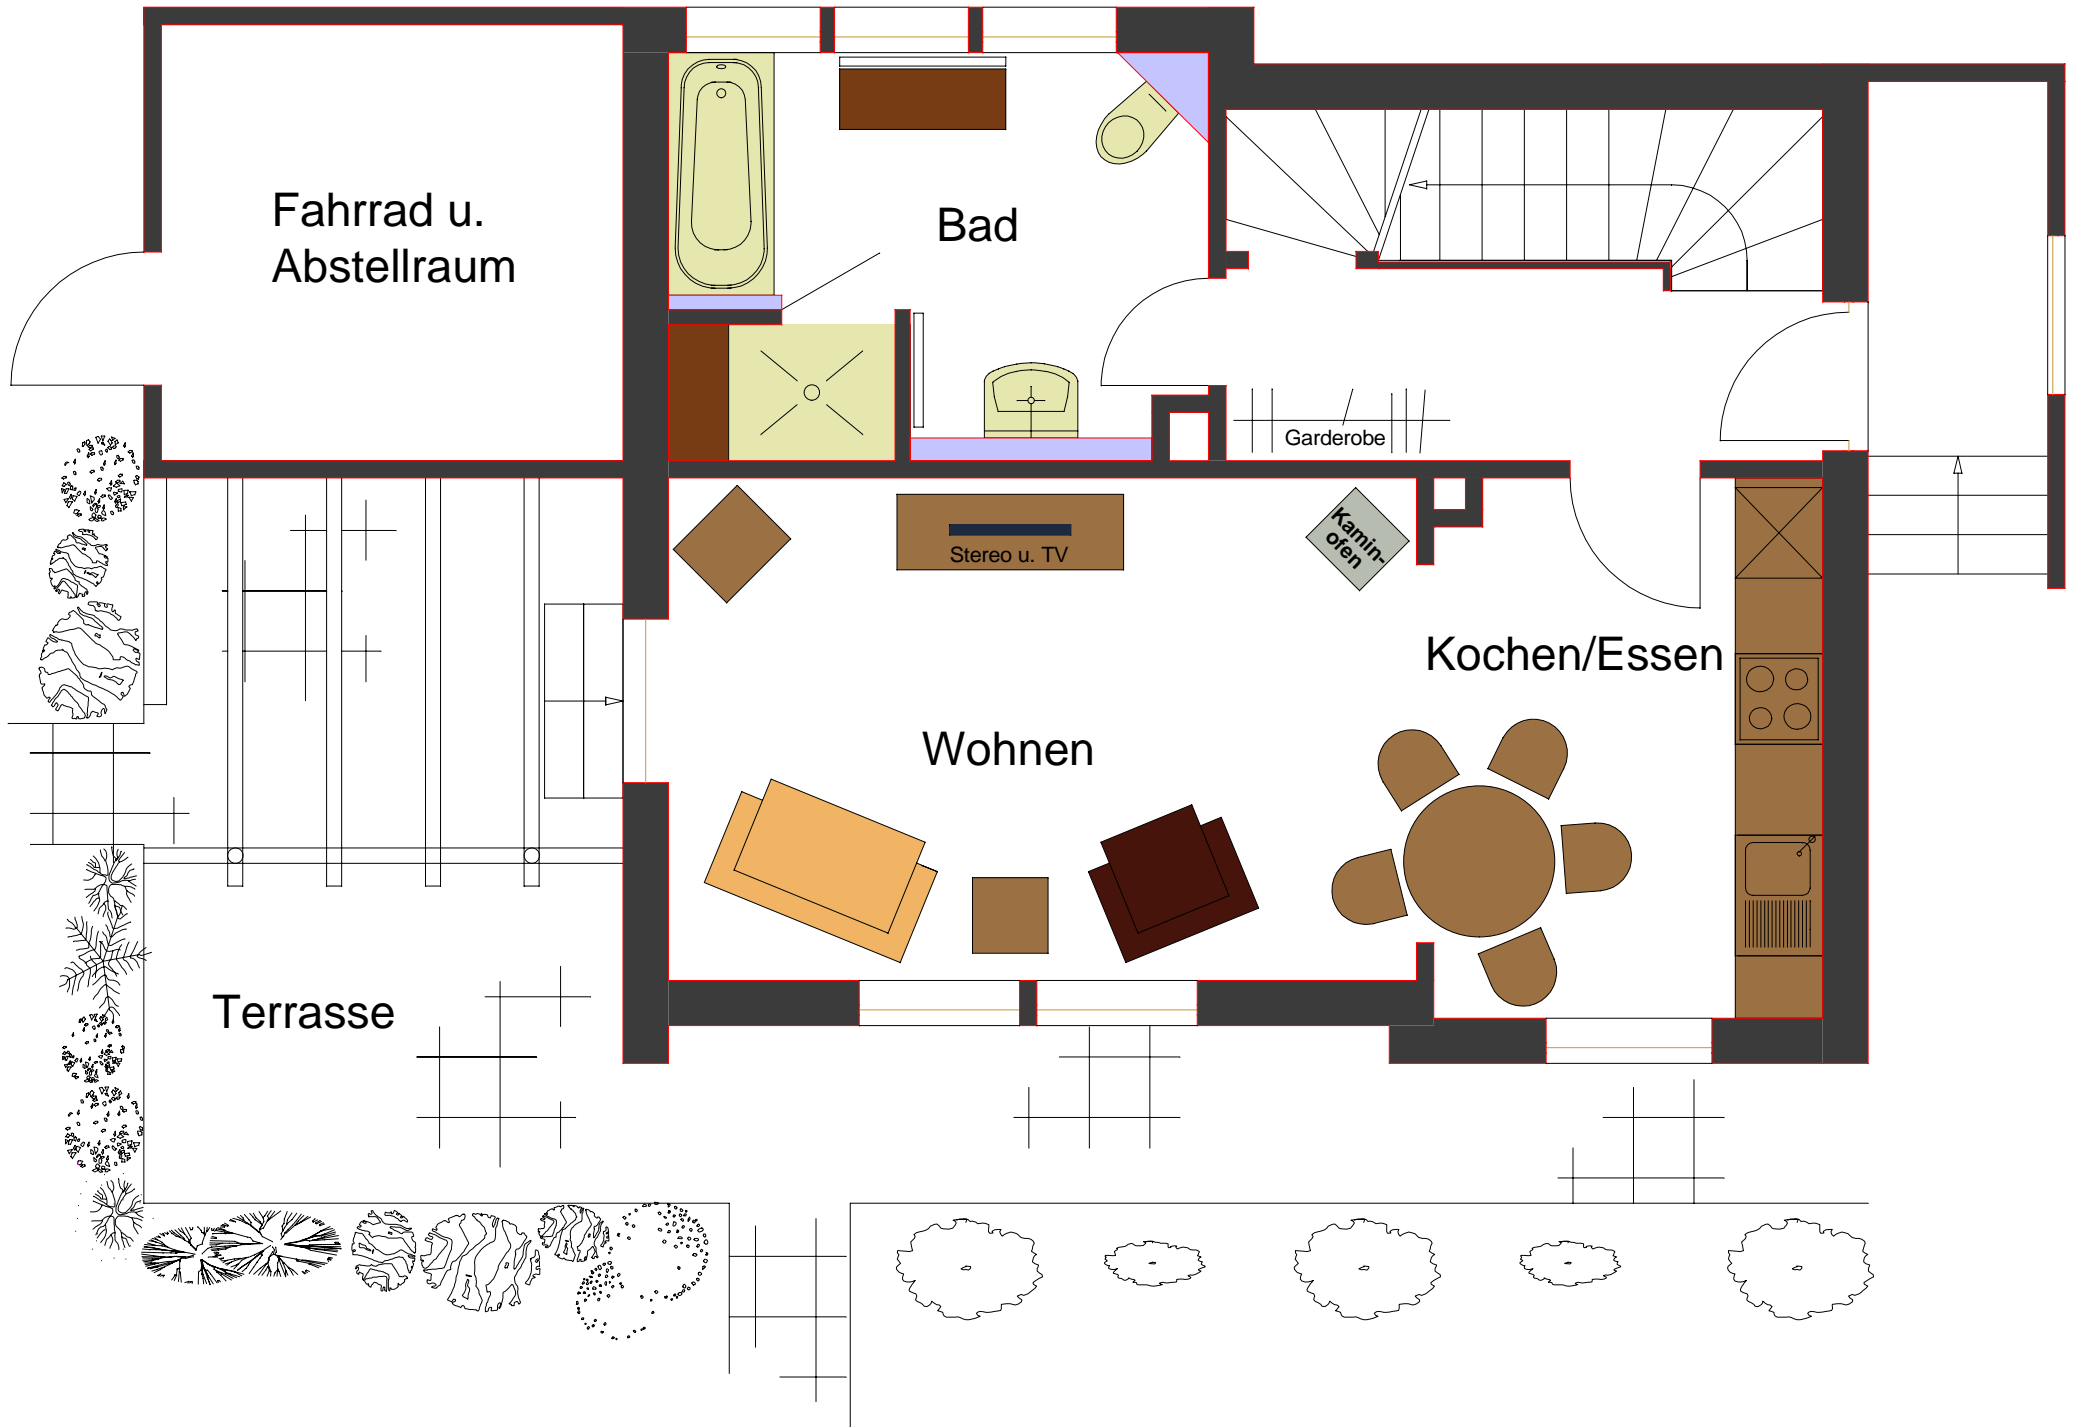 Fahrrad u.
Abstellraum
Bad
Garderobe
Stereo u. TV
Kamin-
ofen
Kochen/Essen
Wohnen
Terrasse